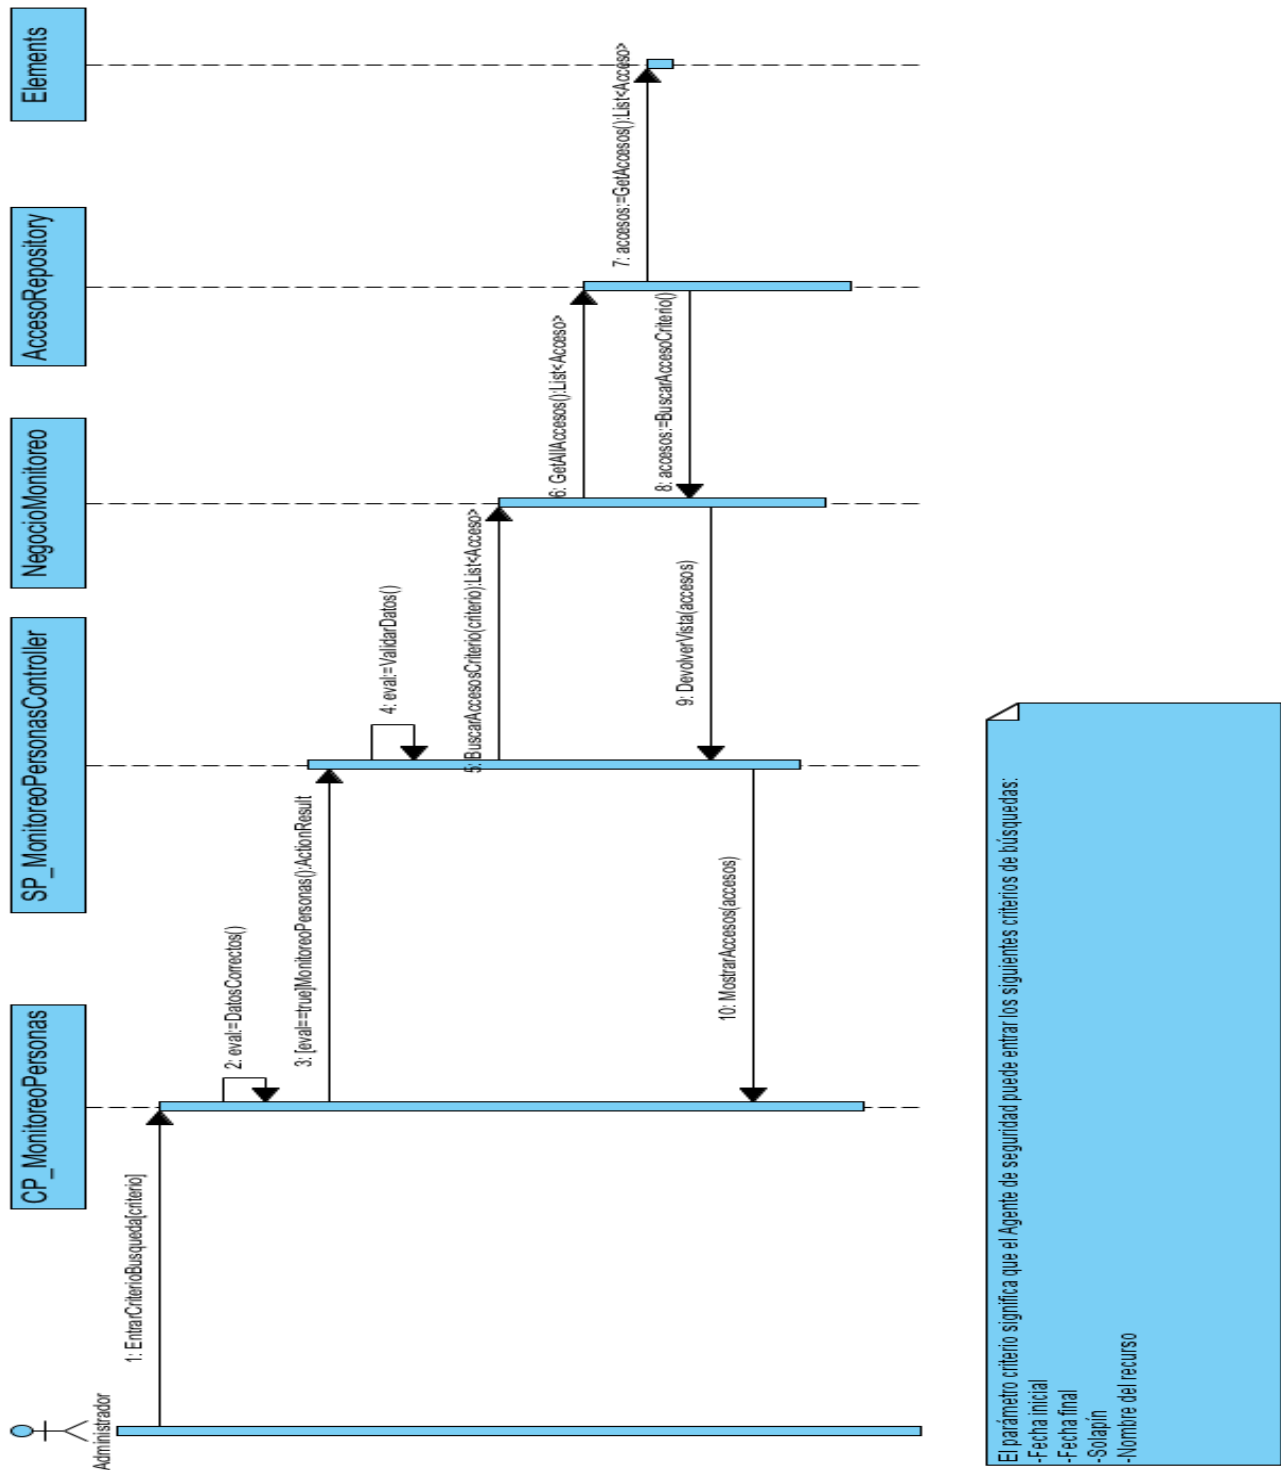 Administrador
CP_MonitoreoPersonas
SP_MonitoreoPersonasController
NegocioMonitoreo
AccesoRepository
Elements
1: EntrarCriterioBusqueda[criterio]
2: eval:=DatosCorrectos()
3: [eval==true]MonitoreoPersonas():ActionResult
4: eval:=ValidarDatos()
5: BuscarAccesosCriterio(criterio):List<Acceso>
6: GetAllAccesos():List<Acceso>
7: accesos:=GetAccesos():List<Acceso>
8: accesos:=BuscarAccesoCriterio()
9: DevolverVista(accesos)
10: MostrarAccesos(accesos)
El parámetro criterio significa que el Agente de seguridad puede entrar los siguientes criterios de búsquedas:
-Fecha inicial
-Fecha final
-Solapín
-Nombre del recurso